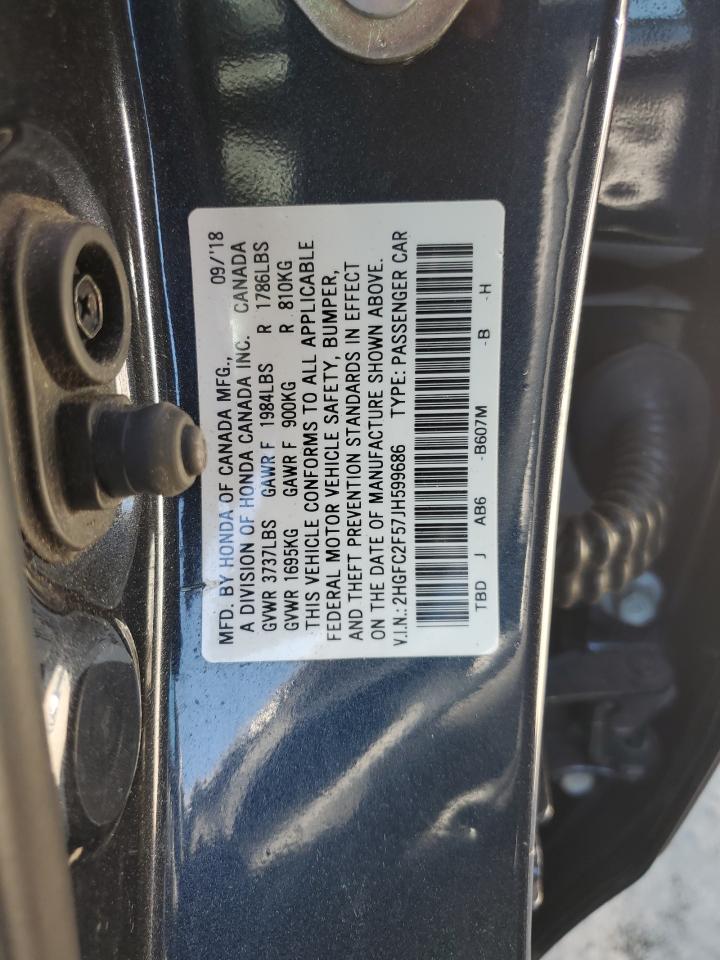 MFD. BY HONDA OF CANADA MFG., 09/'18
A DIVISION OF HONDA CANADA INC. CANADA
GVWR 3737LBS GAWR F 1984LBS R 1786LBS
GVWR 1695KG GAWR F 900KG R 810KG
THIS VEHICLE CONFORMS TO ALL APPLICABLE
FEDERAL MOTOR VEHICLE SAFETY, BUMPER,
AND THEFT PREVENTION STANDARDS IN EFFECT
ON THE DATE OF MANUFACTURE SHOWN ABOVE.
V.I.N.: 2HGFC2F57JH599686 TYPE: PASSENGER CAR
TBD J AB6 -B607M -B -H